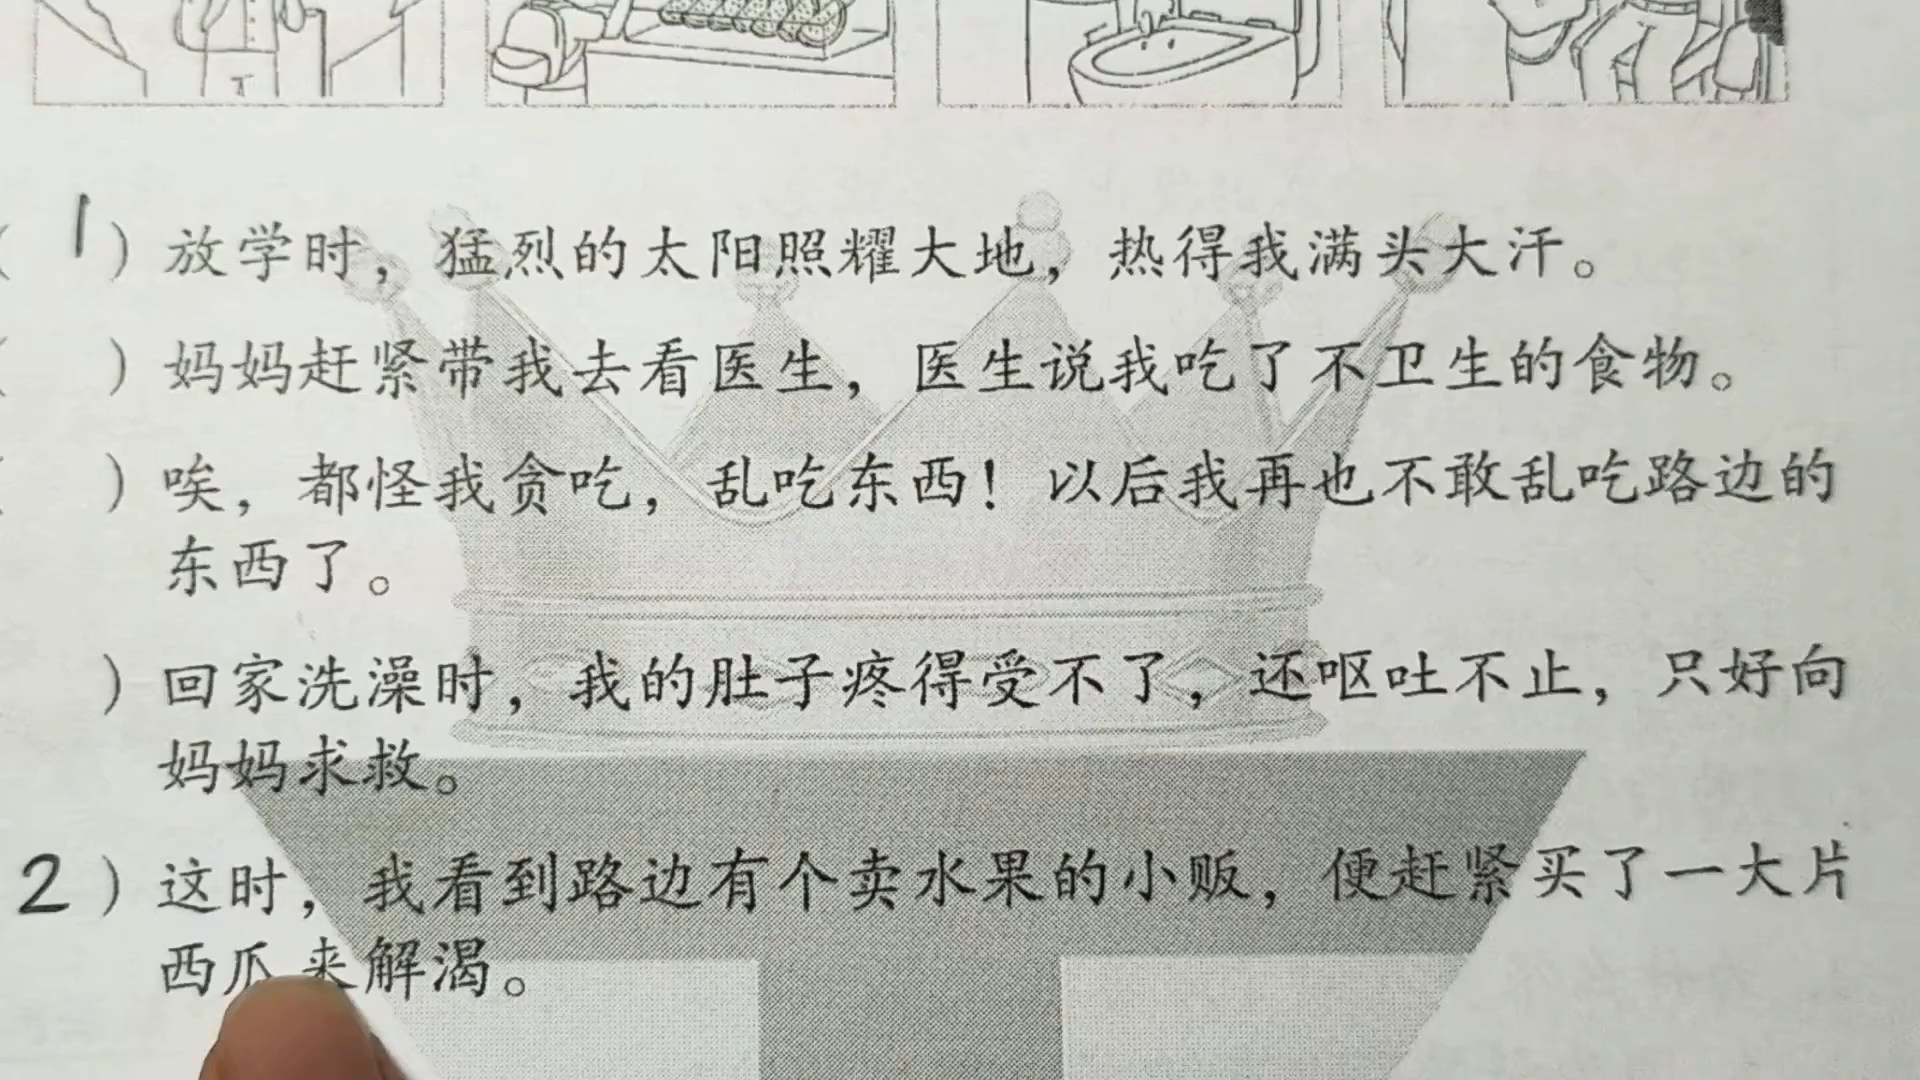 (1)放学时，猛烈的太阳照耀大地，热得我满头大汗。
( )妈妈赶紧带我去看医生，医生说我吃了不卫生的食物。
( )唉，都怪我贪吃，乱吃东西！以后我再也不敢乱吃路边的
东西了。
)回家洗澡时，我的肚子疼得受不了，还呕吐不止，只好向
妈妈求救。
2)这时，我看到路边有个卖水果的小贩，便赶紧买了一大片
西瓜来解渴。